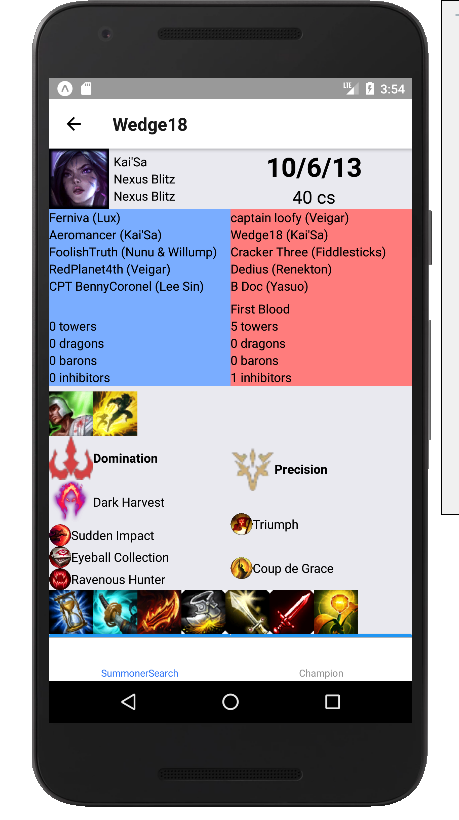 LTE 3:54
Wedge18
Kai'Sa
Nexus Blitz
Nexus Blitz
10/6/13
40 cs
Ferniva (Lux)
Aeromancer (Kai'Sa)
FoolishTruth (Nunu & Willump)
RedPlanet4th (Veigar)
CPT BennyCoronel (Lee Sin)
0 towers
0 dragons
0 barons
0 inhibitors
captain loofy (Veigar)
Wedge18 (Kai'Sa)
Cracker Three (Fiddlesticks)
Dedius (Renekton)
B Doc (Yasuo)
First Blood
5 towers
0 dragons
0 barons
1 inhibitors
Domination
Dark Harvest
Sudden Impact
Eyeball Collection
Ravenous Hunter
Precision
Triumph
Coup de Grace
SummonerSearch
Champion